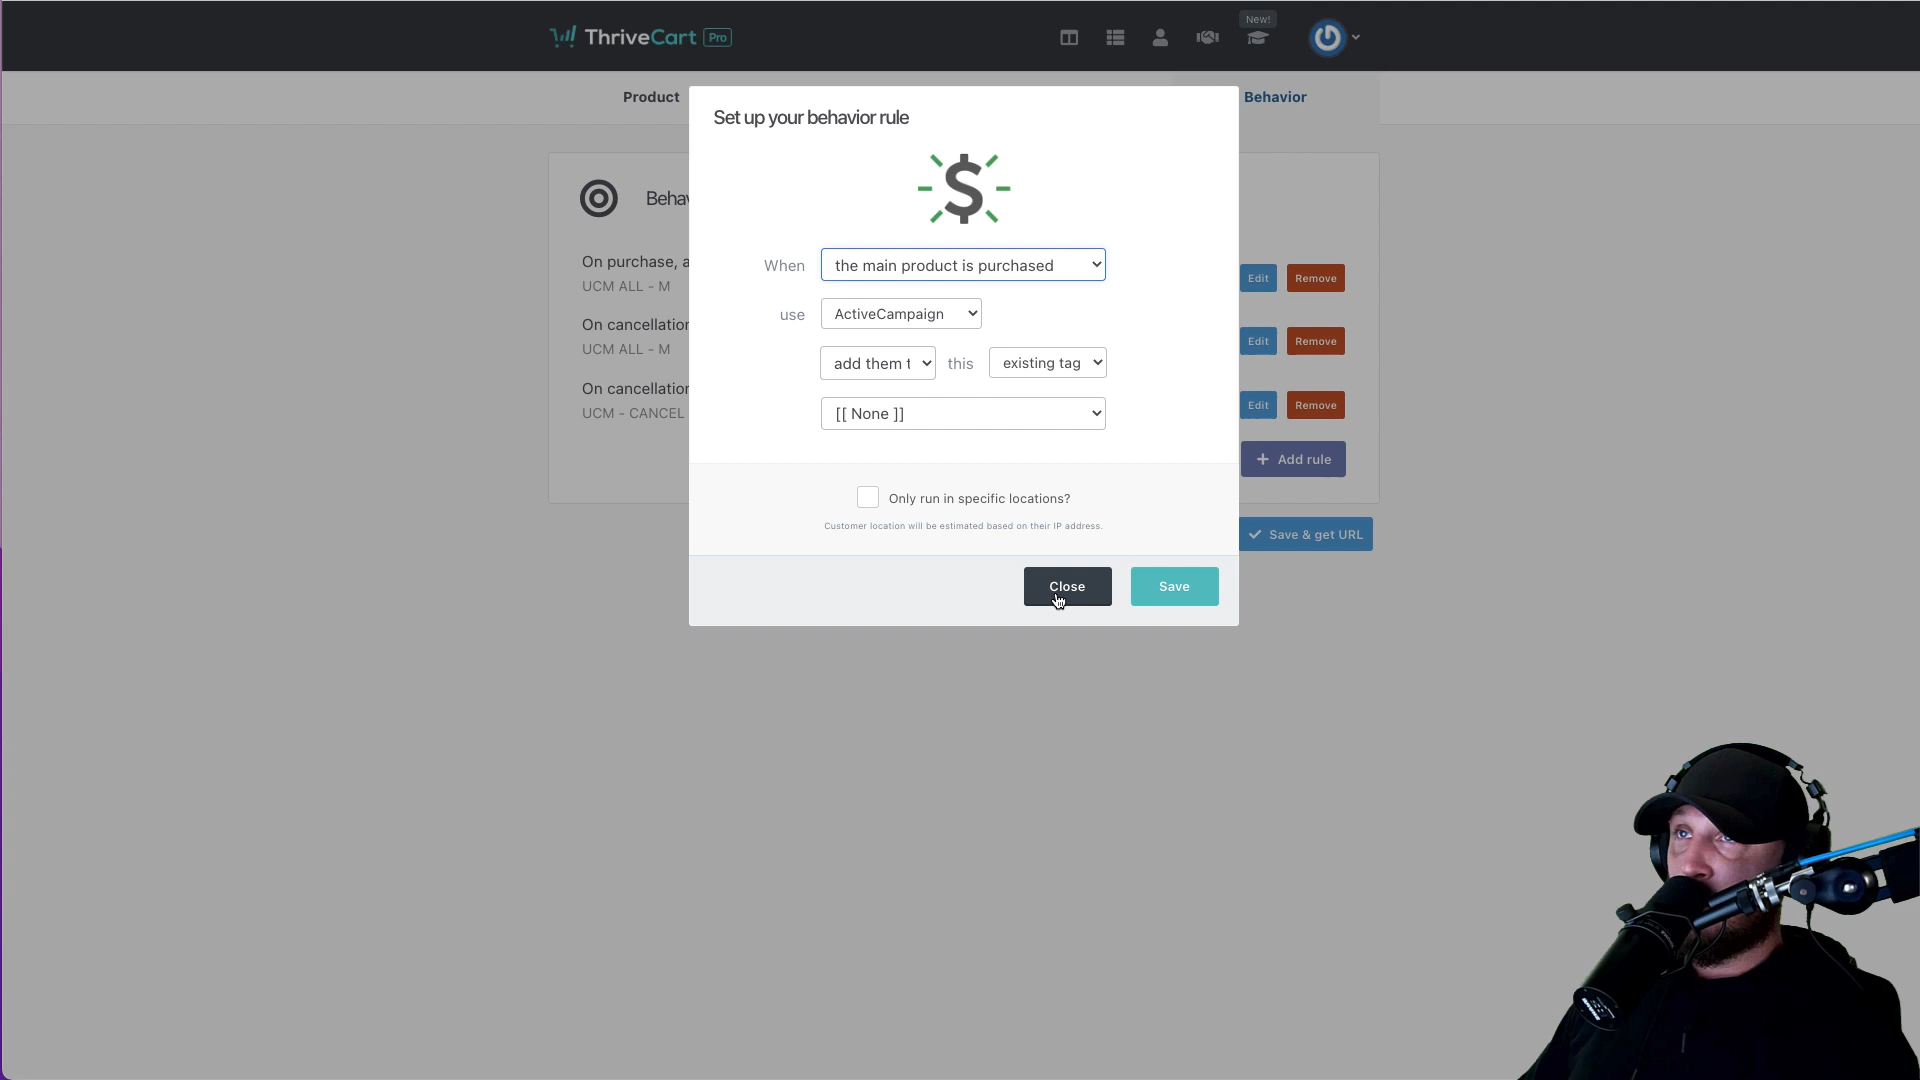 New!
ThriveCart Pro
Product
Behavior
Set up your behavior rule
Behav
When the main product is purchased
On purchase, a
UCM ALL - M
Edit Remove
use ActiveCampaign
On cancellation
UCM ALL - M
Edit Remove
add them t this existing tag
On cancellation
UCM - CANCEL
Edit Remove
[[ None ]]
+ Add rule
Only run in specific locations?
Customer location will be estimated based on their IP address.
Save & get URL
Close Save